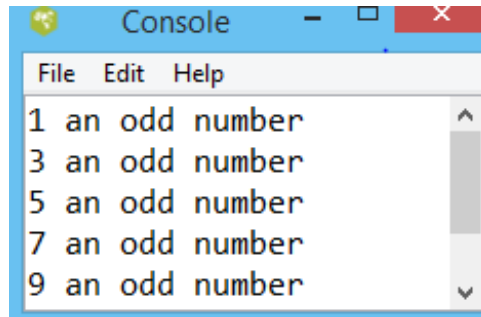 Console
File Edit Help
1 an odd number
3 an odd number
5 an odd number
7 an odd number
9 an odd number